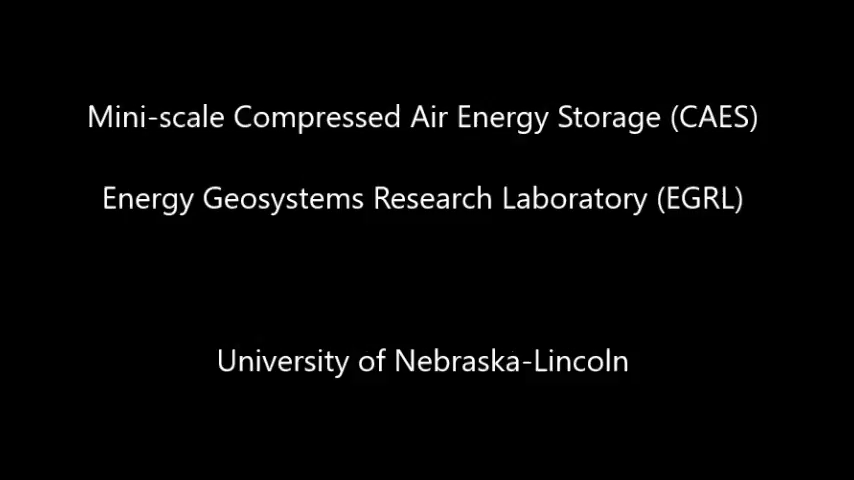 Mini-scale Compressed Air Energy Storage (CAES)
Energy Geosystems Research Laboratory (EGRL)
University of Nebraska-Lincoln